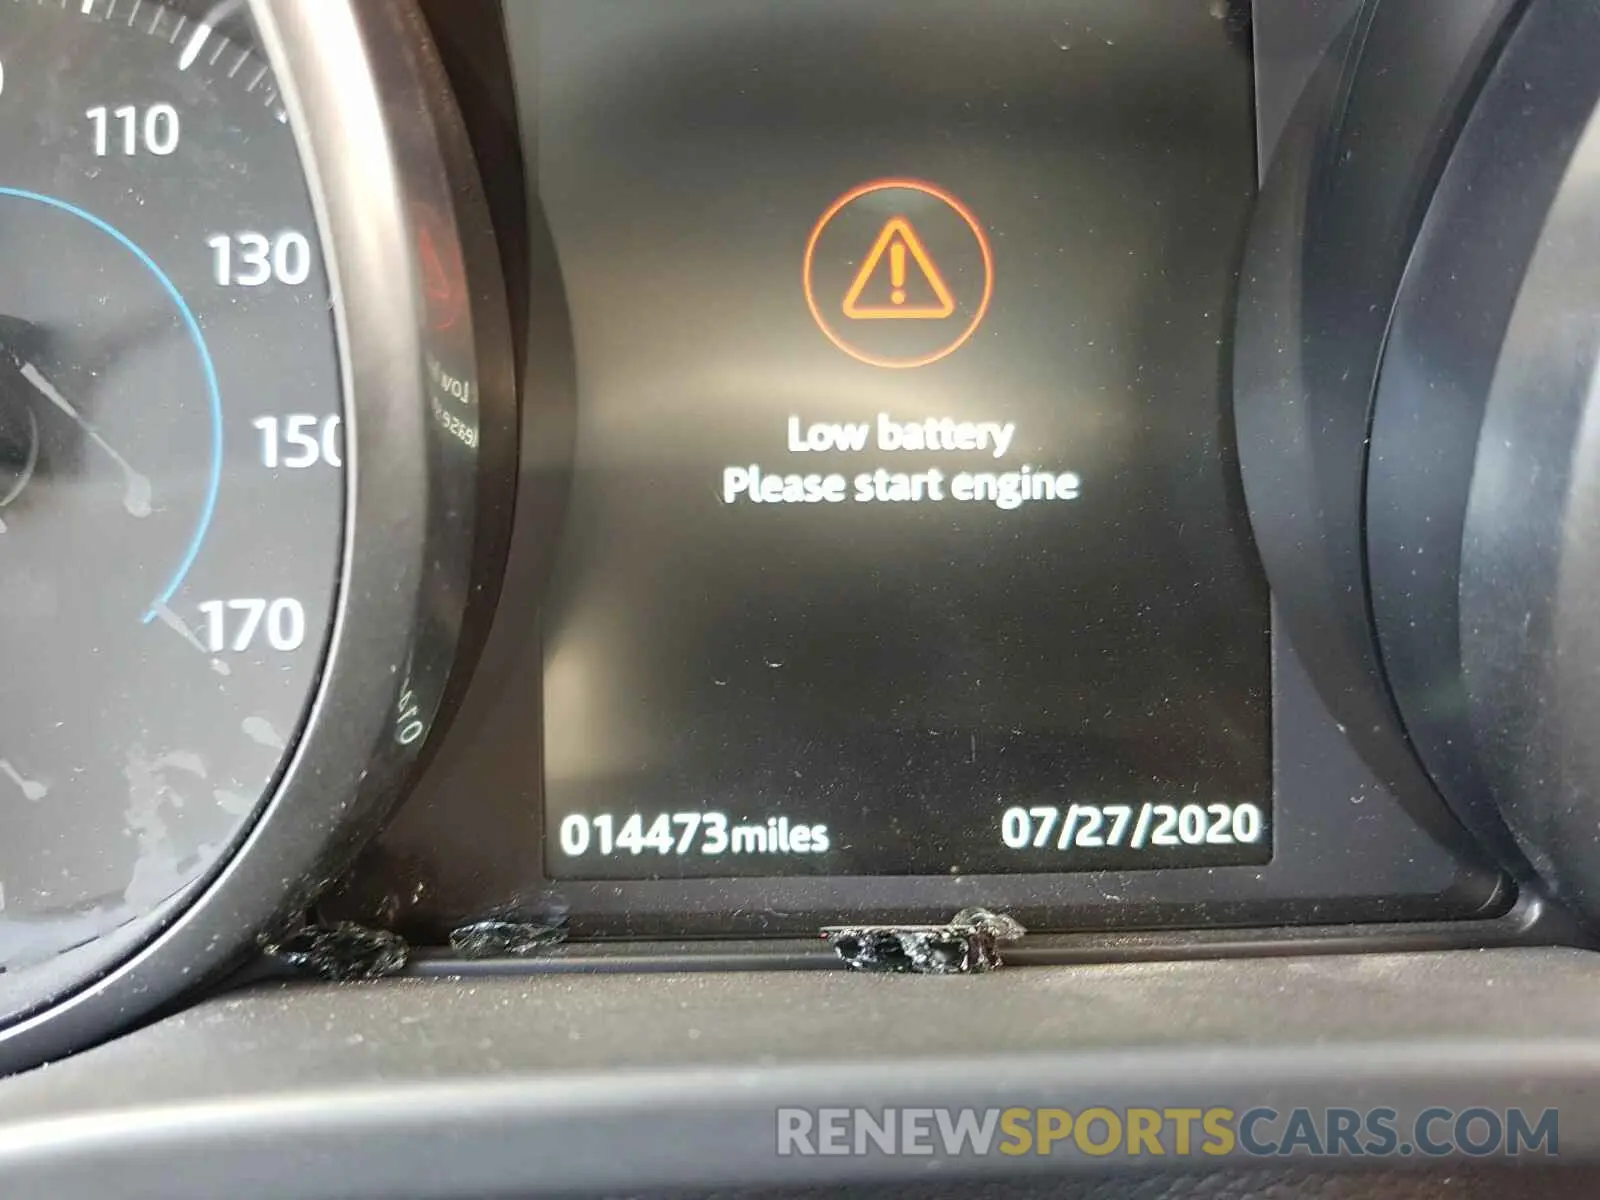 110
130
150
170
Low battery
Please start engine
014473miles
07/27/2020
RENEWSPORTSCARS.COM